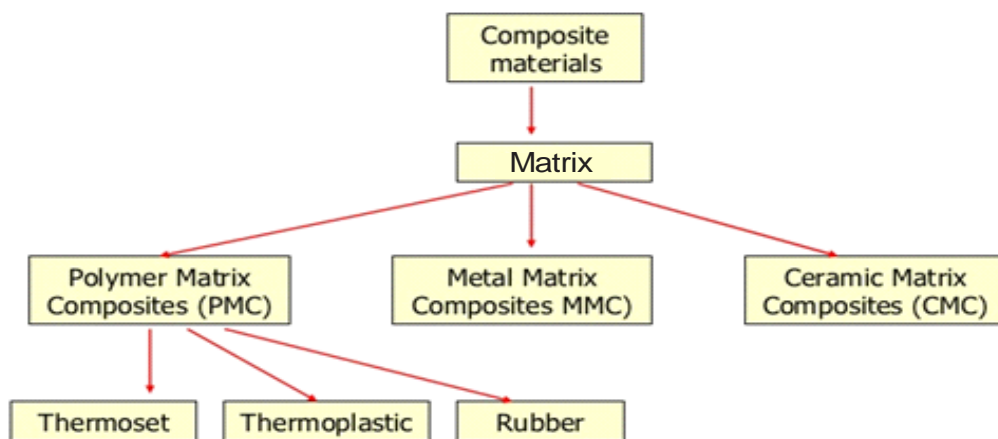 Composite
materials
Matrix
Polymer Matrix
Composites (PMC)
Metal Matrix
Composites MMC)
Ceramic Matrix
Composites (CMC)
Thermoset
Thermoplastic
Rubber